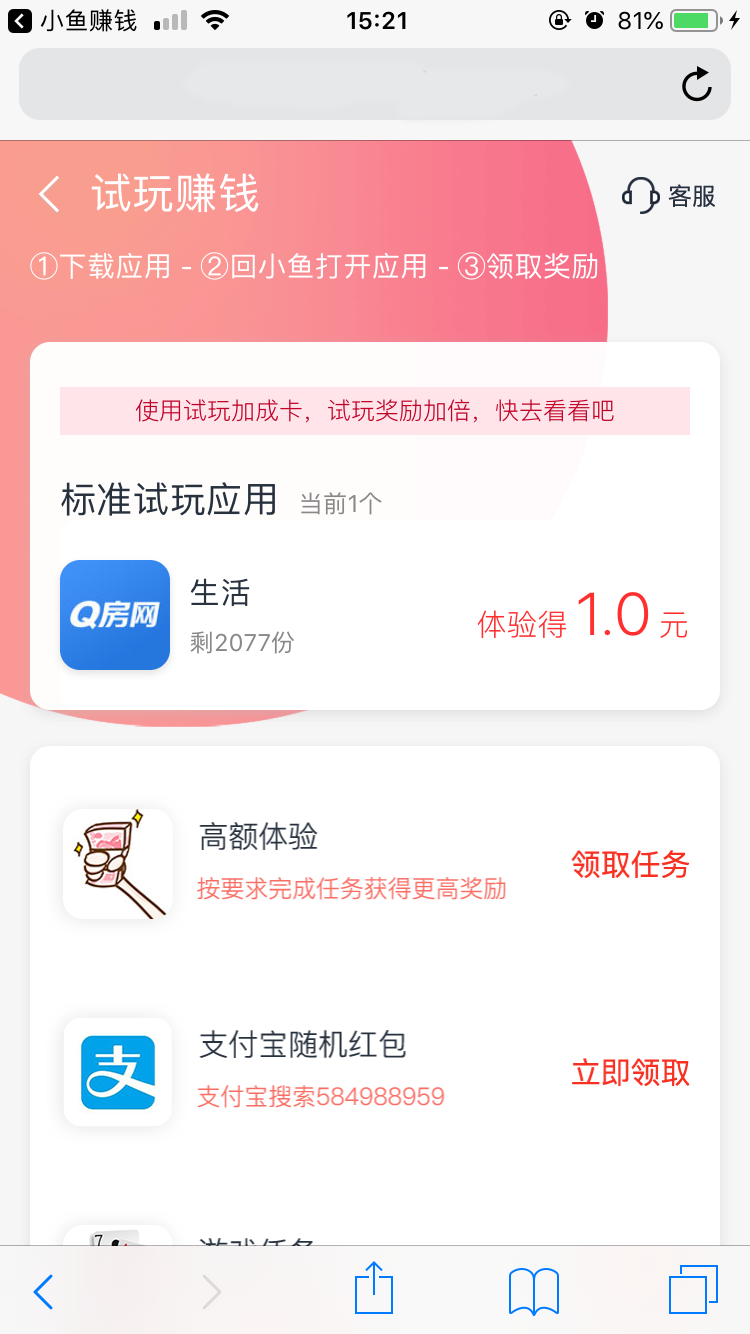 小鱼赚钱
15:21
81%
试玩赚钱
客服
①下载应用 - ②回小鱼打开应用 - ③领取奖励
使用试玩加成卡，试玩奖励加倍，快去看看吧
标准试玩应用 当前1个
Q房网
生活
体验得 1.0 元
剩2077份
高额体验
领取任务
按要求完成任务获得更高奖励
支
支付宝随机红包
立即领取
支付宝搜索584988959
7